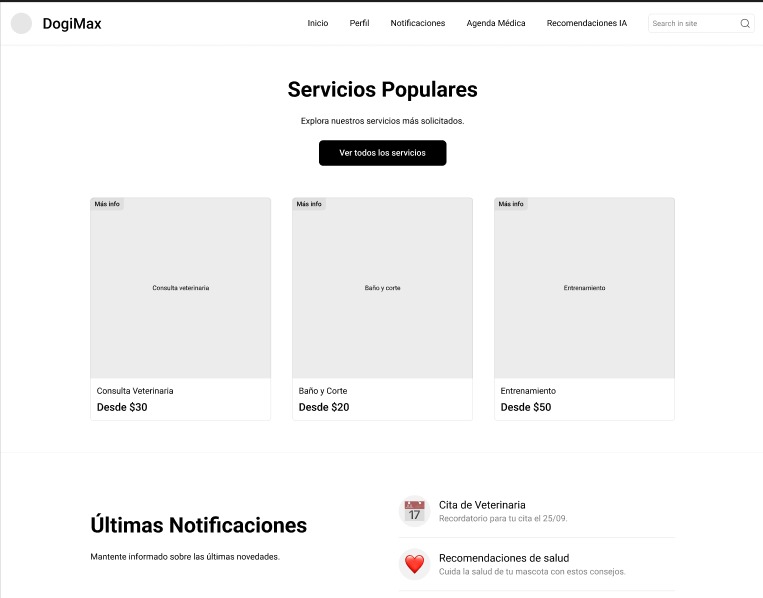 DogiMax
Inicio
Perfil
Notificaciones
Agenda Médica
Recomendaciones IA
Search in site
Servicios Populares
Explora nuestros servicios más solicitados.
Ver todos los servicios
Más info
Consulta veterinaria
Consulta Veterinaria
Desde $30
Más info
Baño y corte
Baño y Corte
Desde $20
Más info
Entrenamiento
Entrenamiento
Desde $50
Últimas Notificaciones
Mantente informado sobre las últimas novedades.
17
Cita de Veterinaria
Recordatorio para tu cita el 25/09.
Recomendaciones de salud
Cuida la salud de tu mascota con estos consejos.